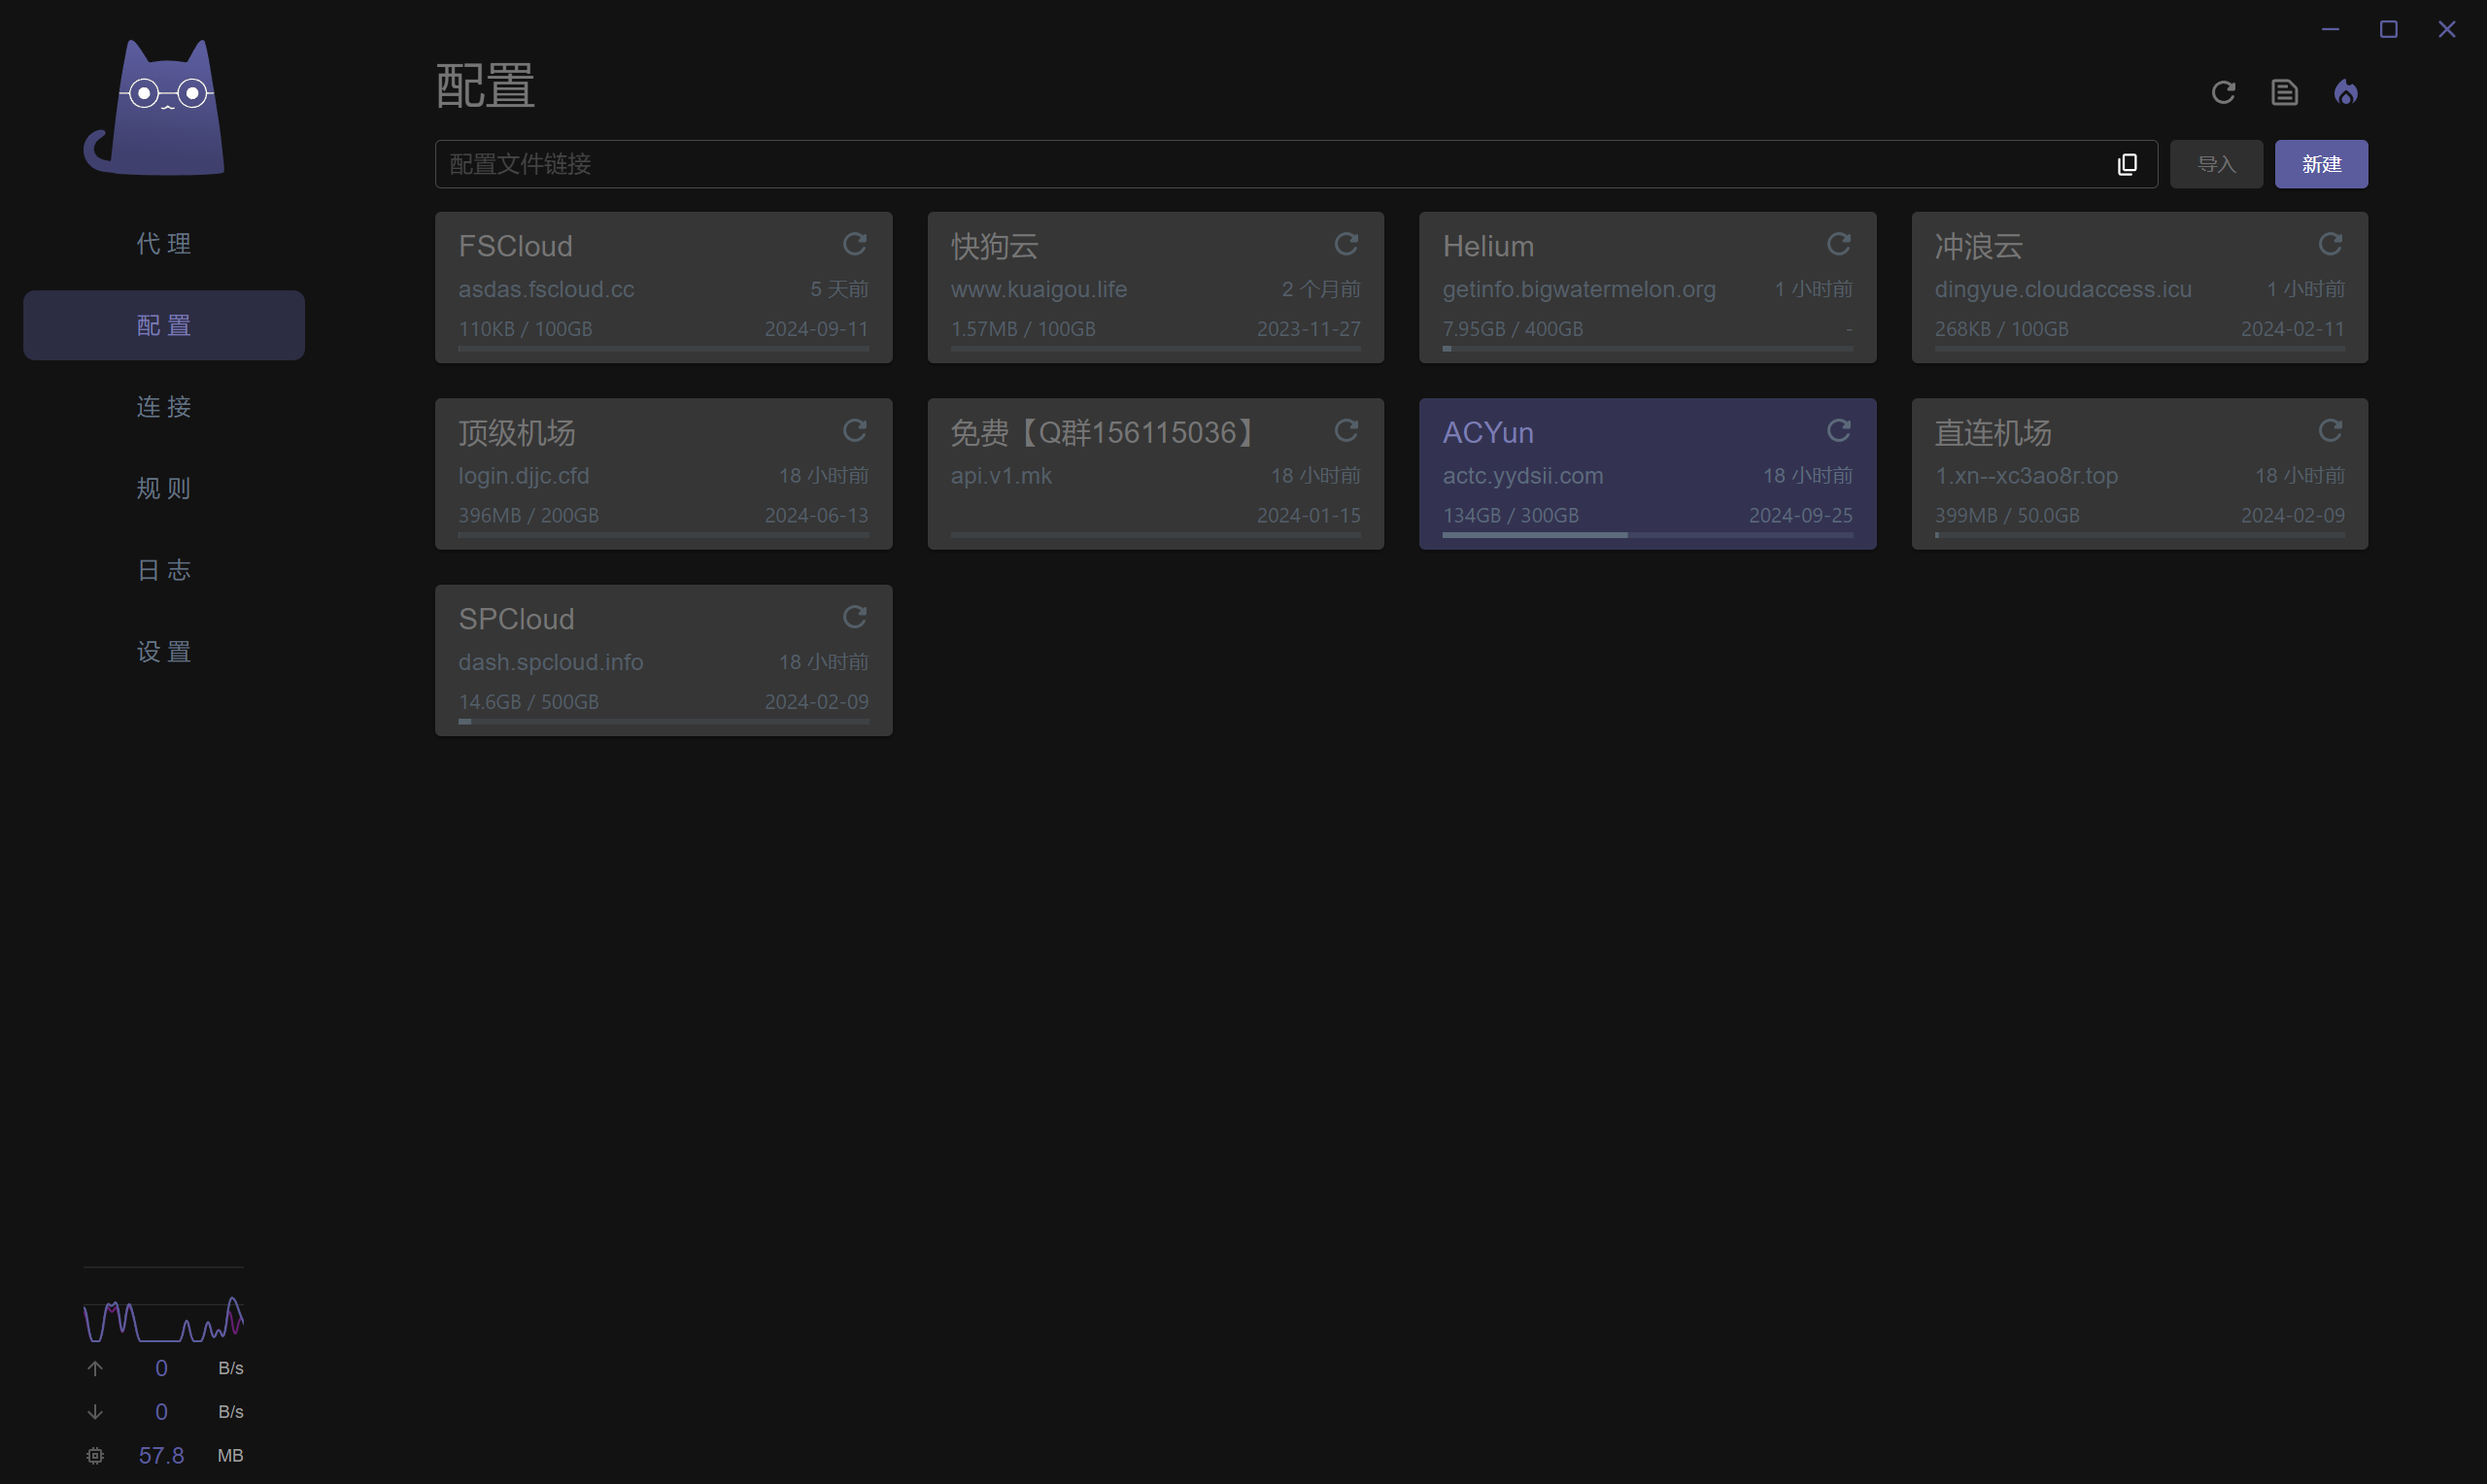 配置
配置文件链接
导入
新建
代 理
配 置
连 接
规 则
日 志
设 置
FSCloud
asdas.fscloud.cc 5 天前
110KB / 100GB 2024-09-11
快狗云
www.kuaigou.life 2 个月前
1.57MB / 100GB 2023-11-27
Helium
getinfo.bigwatermelon.org 1 小时前
7.95GB / 400GB -
冲浪云
dingyue.cloudaccess.icu 1 小时前
268KB / 100GB 2024-02-11
顶级机场
login.djjc.cfd 18 小时前
396MB / 200GB 2024-06-13
免费【Q群156115036】
api.v1.mk 18 小时前
2024-01-15
ACYun
actc.yydsii.com 18 小时前
134GB / 300GB 2024-09-25
直连机场
1.xn--xc3ao8r.top 18 小时前
399MB / 50.0GB 2024-02-09
SPCloud
dash.spcloud.info 18 小时前
14.6GB / 500GB 2024-02-09
0 B/s
0 B/s
57.8 MB